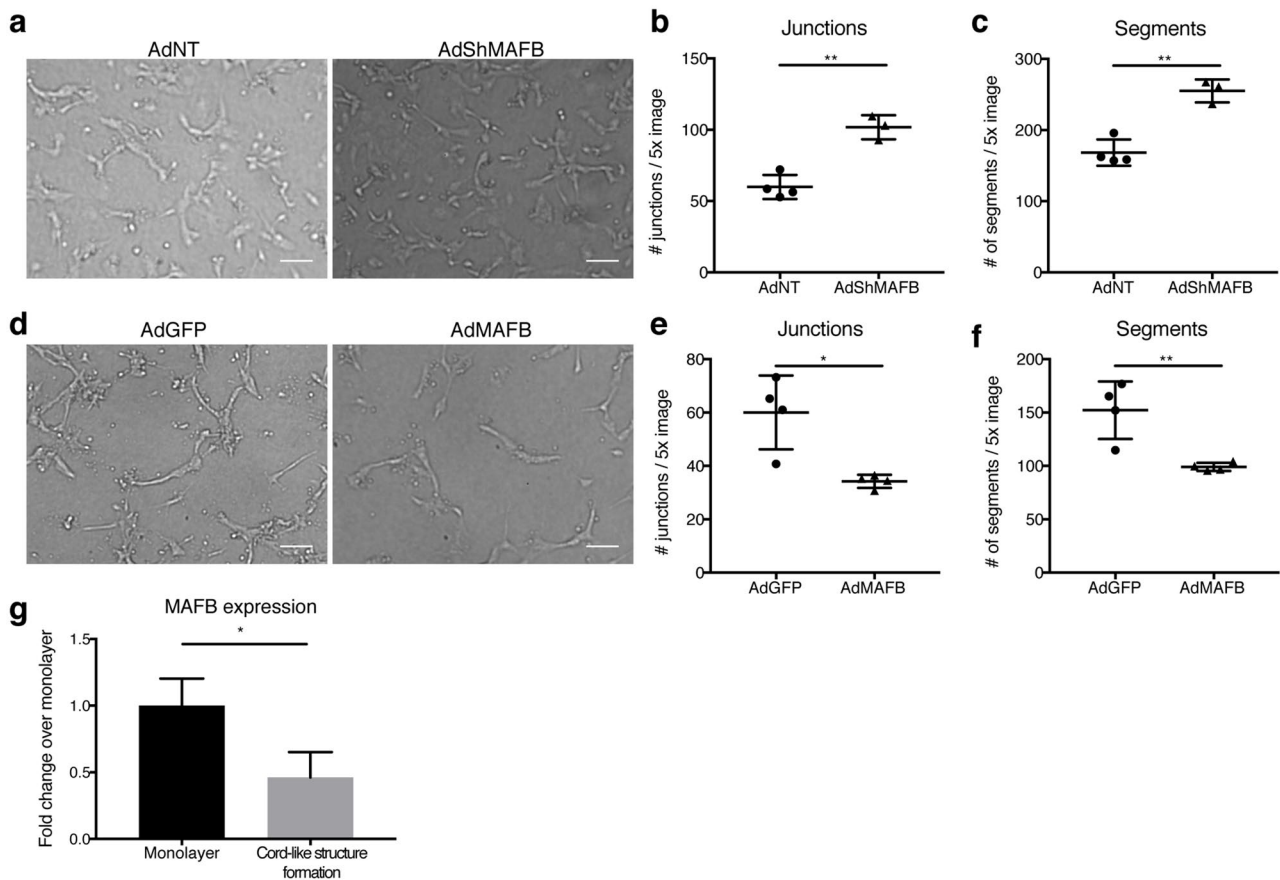 a
AdNT
AdShMAFB
b
Junctions
**
# junctions / 5x image
150
100
50
0
AdNT
AdShMAFB
c
Segments
**
# of segments / 5x image
300
200
100
0
AdNT
AdShMAFB
d
AdGFP
AdMAFB
e
Junctions
*
# junctions / 5x image
80
60
40
20
0
AdGFP
AdMAFB
f
Segments
**
# of segments / 5x image
200
150
100
50
0
AdGFP
AdMAFB
g
MAFB expression
*
Fold change over monolayer
1.5
1.0
0.5
0.0
Monolayer
Cord-like structure
formation